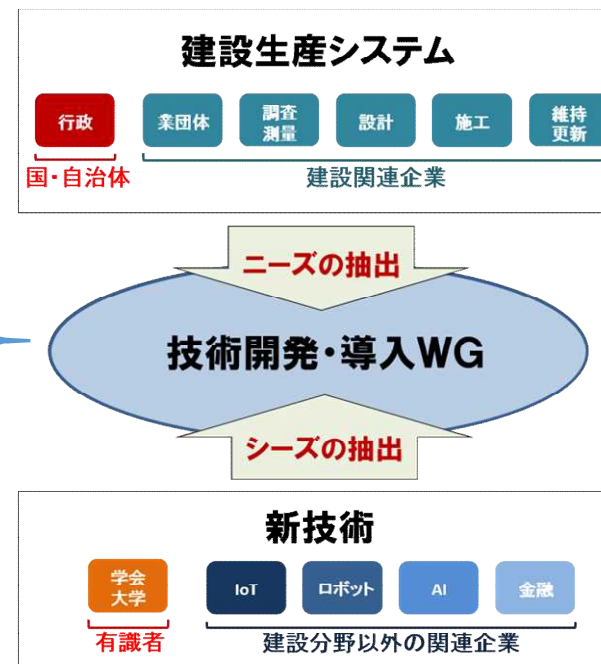 建設生産システム
行政
業団体
調査
測量
設計
施工
維持
更新
国・自治体
建設関連企業
ニーズの抽出
技術開発・導入WG
シーズの抽出
新技術
学会
大学
IoT
ロボット
AI
金融
有識者
建設分野以外の関連企業